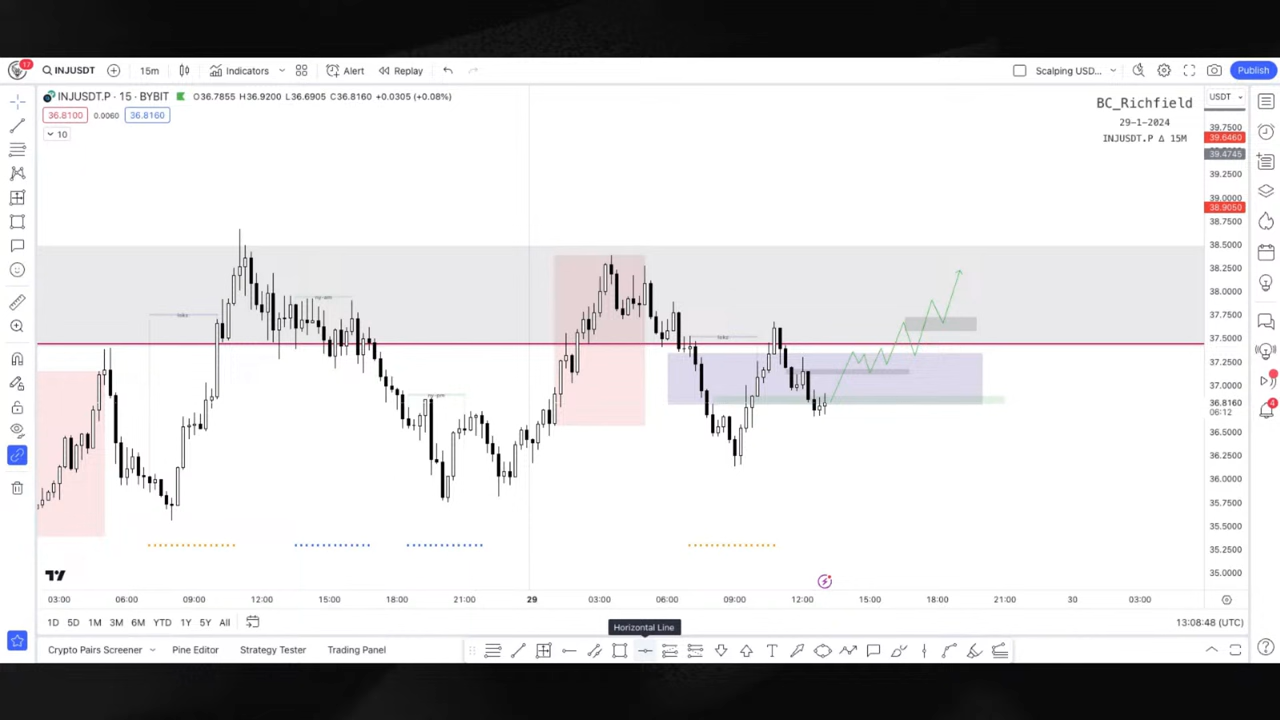 17
INJUSDT
15m
Indicators
Alert
Replay
Scalping USD...
Publish
INJUSDT.P · 15 · BYBIT
O36.7855 H36.9200 L36.6905 C36.8160 +0.0305 (+0.08%)
36.8100 0.0060 36.8160
10
BC_Richfield
29-1-2024
INJUSDT.P Δ 15M
USDT
39.7500
39.6460
39.4745
39.2500
39.0000
38.9050
38.7500
38.5000
38.2500
38.0000
37.7500
37.5000
37.2500
37.0000
36.8160
06:12
36.5000
36.2500
36.0000
35.7500
35.5000
35.2500
35.0000
ny-pm
ny-pm
4
03:00 06:00 09:00 12:00 15:00 18:00 21:00 29 03:00 06:00 09:00 12:00 15:00 18:00 21:00 30 03:00
1D 5D 1M 3M 6M YTD 1Y 5Y All
13:08:48 (UTC)
Horizontal Line
Crypto Pairs Screener Pine Editor Strategy Tester Trading Panel